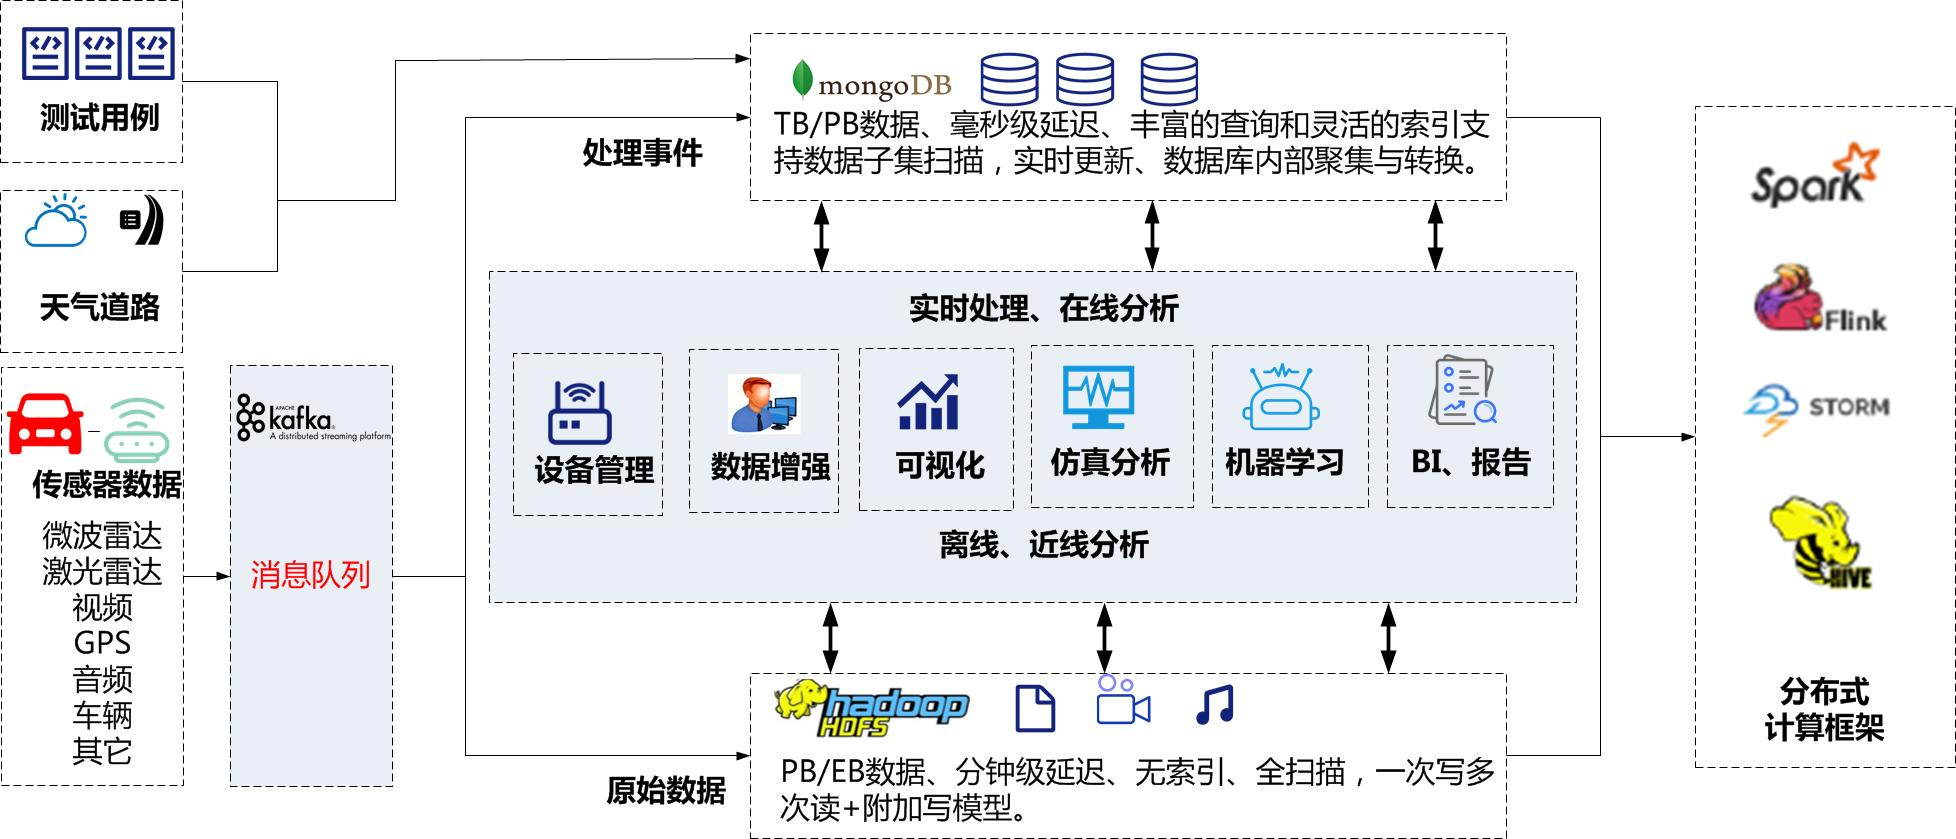 测试用例
天气道路
传感器数据
微波雷达
激光雷达
视频
GPS
音频
车辆
其它
APACHE
kafka®
A distributed streaming platform
消息队列
处理事件
原始数据
mongoDB
TB/PB数据、毫秒级延迟、丰富的查询和灵活的索引支
持数据子集扫描，实时更新、数据库内部聚集与转换。
实时处理、在线分析
设备管理
数据增强
可视化
仿真分析
机器学习
BI、报告
离线、近线分析
hadoop
HDFS
PB/EB数据、分钟级延迟、无索引、全扫描，一次写多
次读+附加写模型。
Spark
Flink
STORM
HIVE
分布式
计算框架